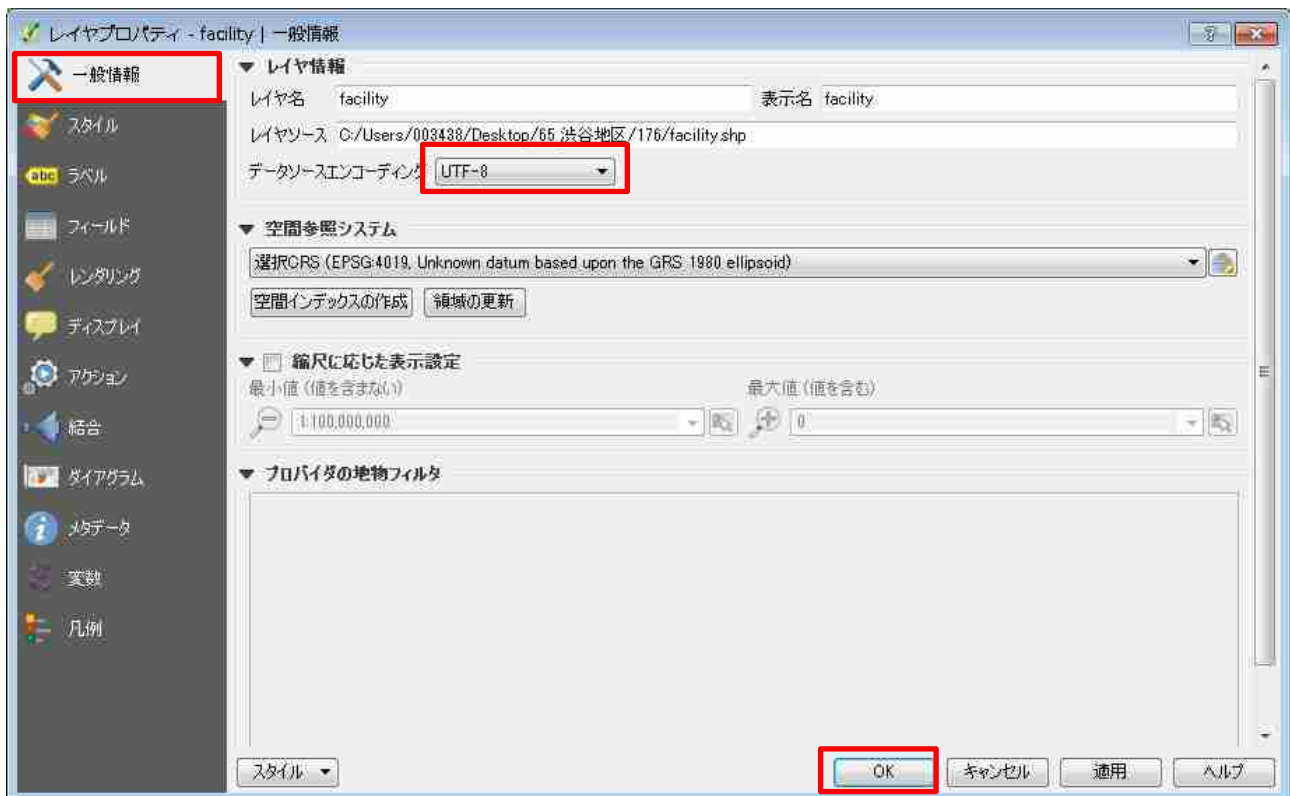 レイヤプロパティ - facility | 一般情報
一般情報
スタイル
abc ラベル
フィールド
レンダリング
ディスプレイ
アクション
結合
ダイアグラム
メタデータ
変数
凡例
▼ レイヤ情報
レイヤ名 facility 表示名 facility
レイヤソース C:/Users/003438/Desktop/65_渋谷地区/176/facility.shp
データソースエンコーディング UTF-8
▼ 空間参照システム
選択CRS (EPSG:4019, Unknown datum based upon the GRS 1980 ellipsoid)
空間インデックスの作成 領域の更新
▼ 縮尺に応じた表示設定
最小値 (値を含まない) 最大値 (値を含む)
1:100,000,000 0
▼ プロバイダの地物フィルタ
スタイル OK キャンセル 適用 ヘルプ